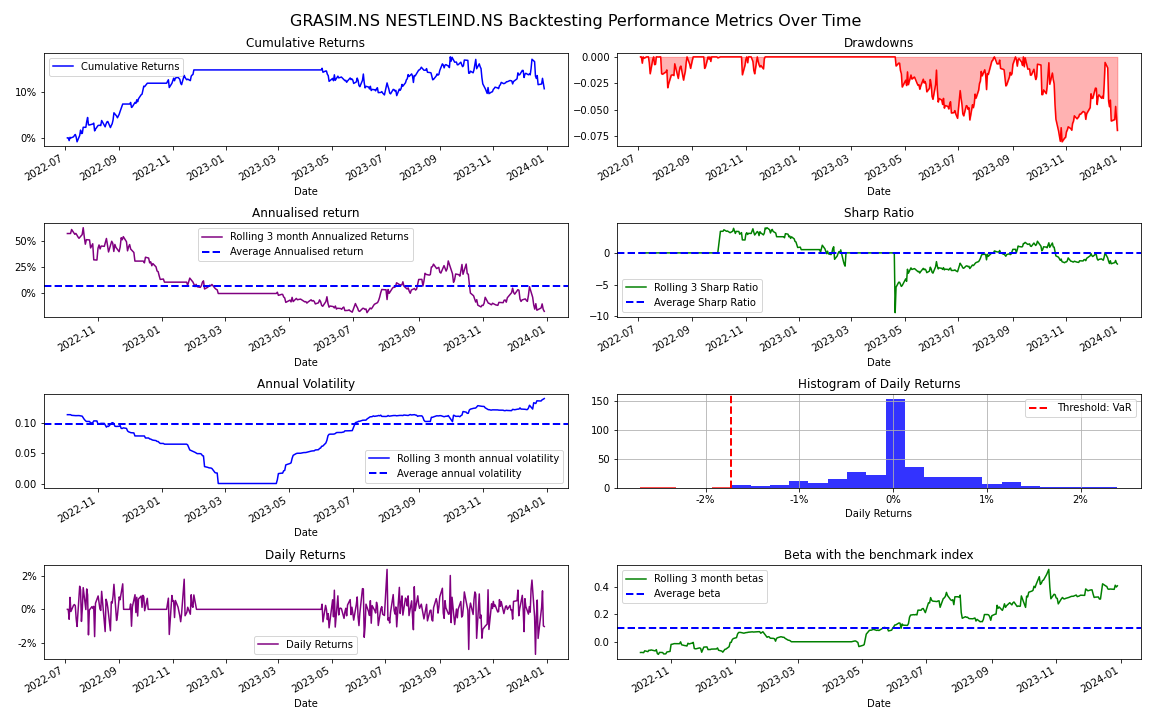 GRASIM.NS NESTLEIND.NS Backtesting Performance Metrics Over Time
Cumulative Returns
Cumulative Returns
10%
0%
2022-07 2022-09 2022-11 2023-01 2023-03 2023-05 2023-07 2023-09 2023-11 2024-01
Date
Drawdowns
0.000
−0.025
−0.050
−0.075
2022-07 2022-09 2022-11 2023-01 2023-03 2023-05 2023-07 2023-09 2023-11 2024-01
Date
Annualised return
Rolling 3 month Annualized Returns
Average Annualised return
50%
25%
0%
2022-11 2023-01 2023-03 2023-05 2023-07 2023-09 2023-11 2024-01
Date
Sharp Ratio
0
−5
−10
Rolling 3 Sharp Ratio
Average Sharp Ratio
2022-07 2022-09 2022-11 2023-01 2023-03 2023-05 2023-07 2023-09 2023-11 2024-01
Date
Annual Volatility
0.10
0.05
0.00
Rolling 3 month annual volatility
Average annual volatility
2022-11 2023-01 2023-03 2023-05 2023-07 2023-09 2023-11 2024-01
Date
Histogram of Daily Returns
Threshold: VaR
150
100
50
0
-2% -1% 0% 1% 2%
Daily Returns
Daily Returns
2%
0%
-2%
Daily Returns
2022-07 2022-09 2022-11 2023-01 2023-03 2023-05 2023-07 2023-09 2023-11 2024-01
Date
Beta with the benchmark index
Rolling 3 month betas
Average beta
0.4
0.2
0.0
2022-11 2023-01 2023-03 2023-05 2023-07 2023-09 2023-11 2024-01
Date